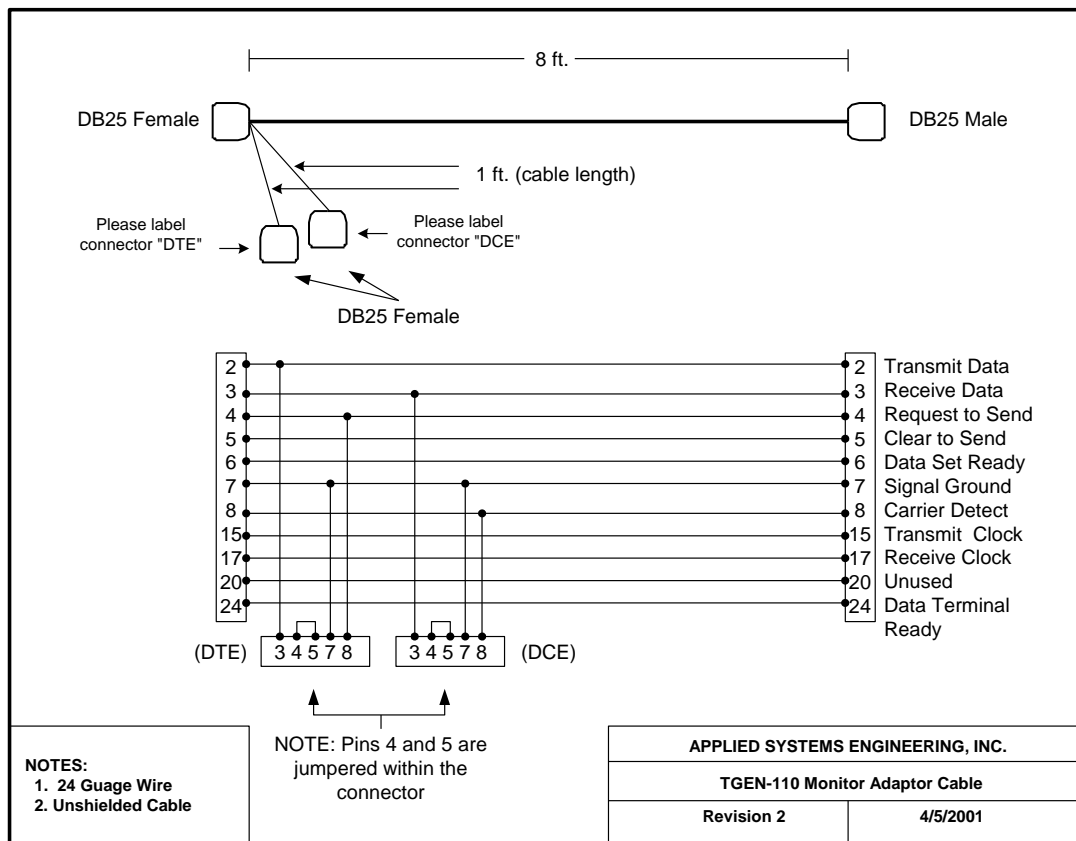 8 ft.
DB25 Female
DB25 Male
1 ft. (cable length)
Please label
connector "DTE"
Please label
connector "DCE"
DB25 Female
2 2 Transmit Data
3 3 Receive Data
4 4 Request to Send
5 5 Clear to Send
6 6 Data Set Ready
7 7 Signal Ground
8 8 Carrier Detect
15 15 Transmit Clock
17 17 Receive Clock
20 20 Unused
24 24 Data Terminal
Ready
(DTE) 3 4 5 7 8 3 4 5 7 8 (DCE)
NOTE: Pins 4 and 5 are
jumpered within the
connector
NOTES:
1. 24 Guage Wire
2. Unshielded Cable
APPLIED SYSTEMS ENGINEERING, INC.
TGEN-110 Monitor Adaptor Cable
Revision 2 4/5/2001